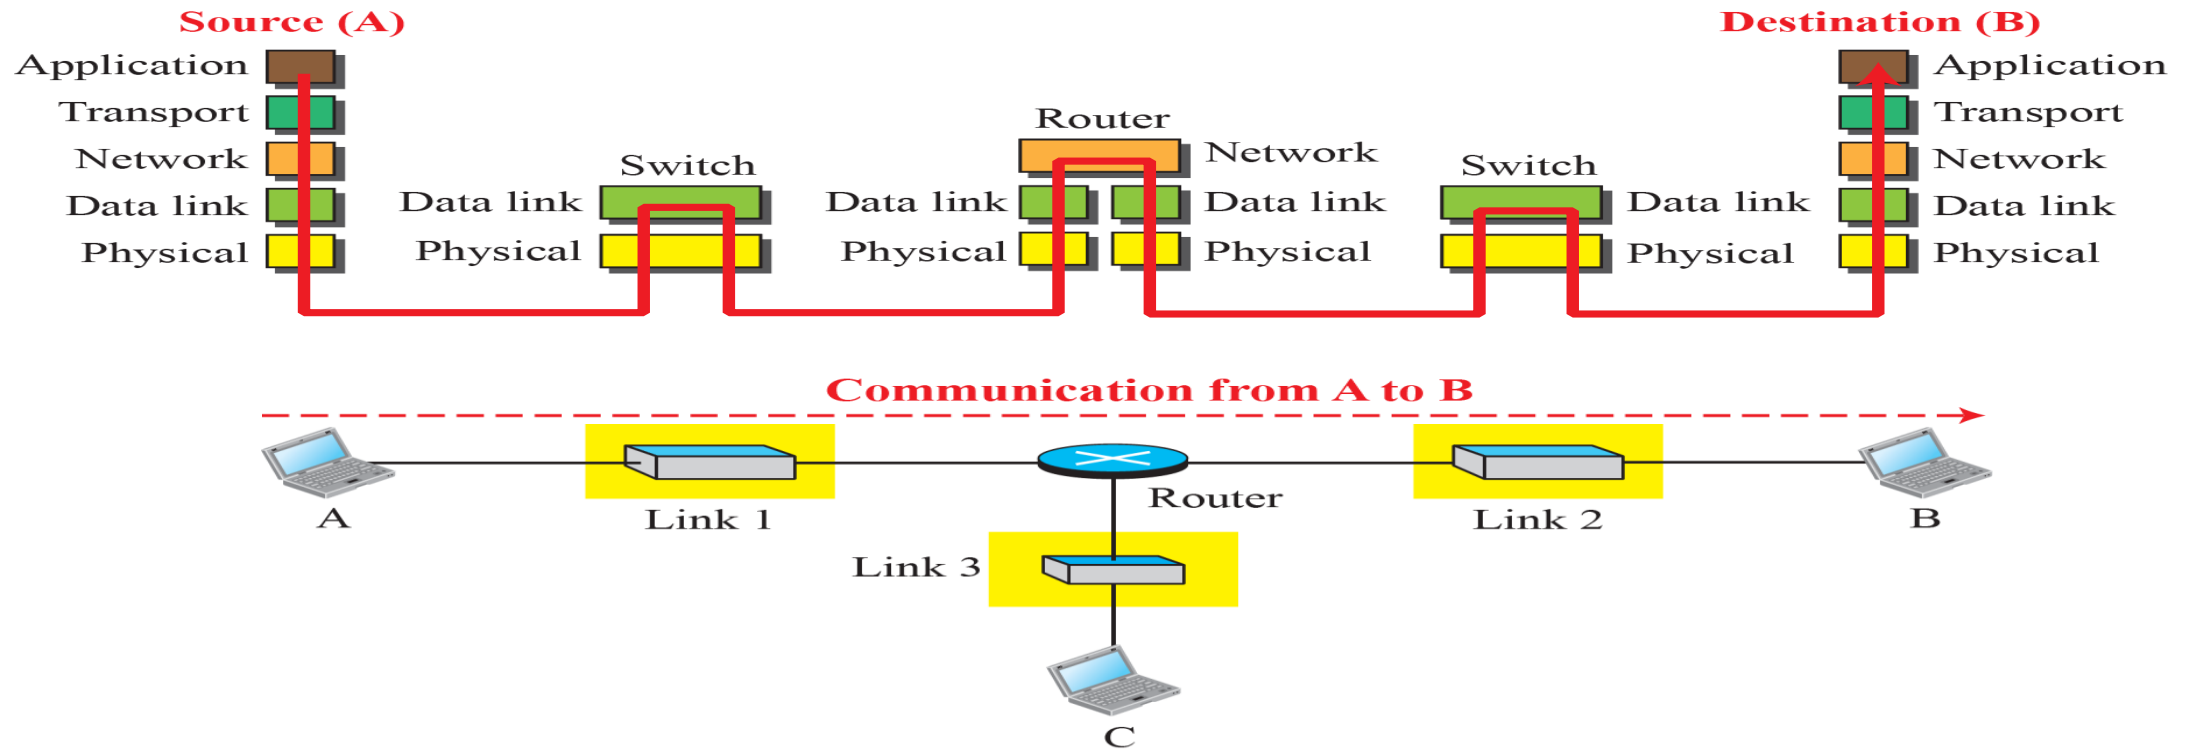 Source (A)
Destination (B)
Application
Transport
Network
Data link
Physical
Switch
Data link
Physical
Router
Network
Data link
Data link
Physical
Physical
Switch
Data link
Physical
Application
Transport
Network
Data link
Physical
Communication from A to B
A
Link 1
Router
Link 2
B
Link 3
C